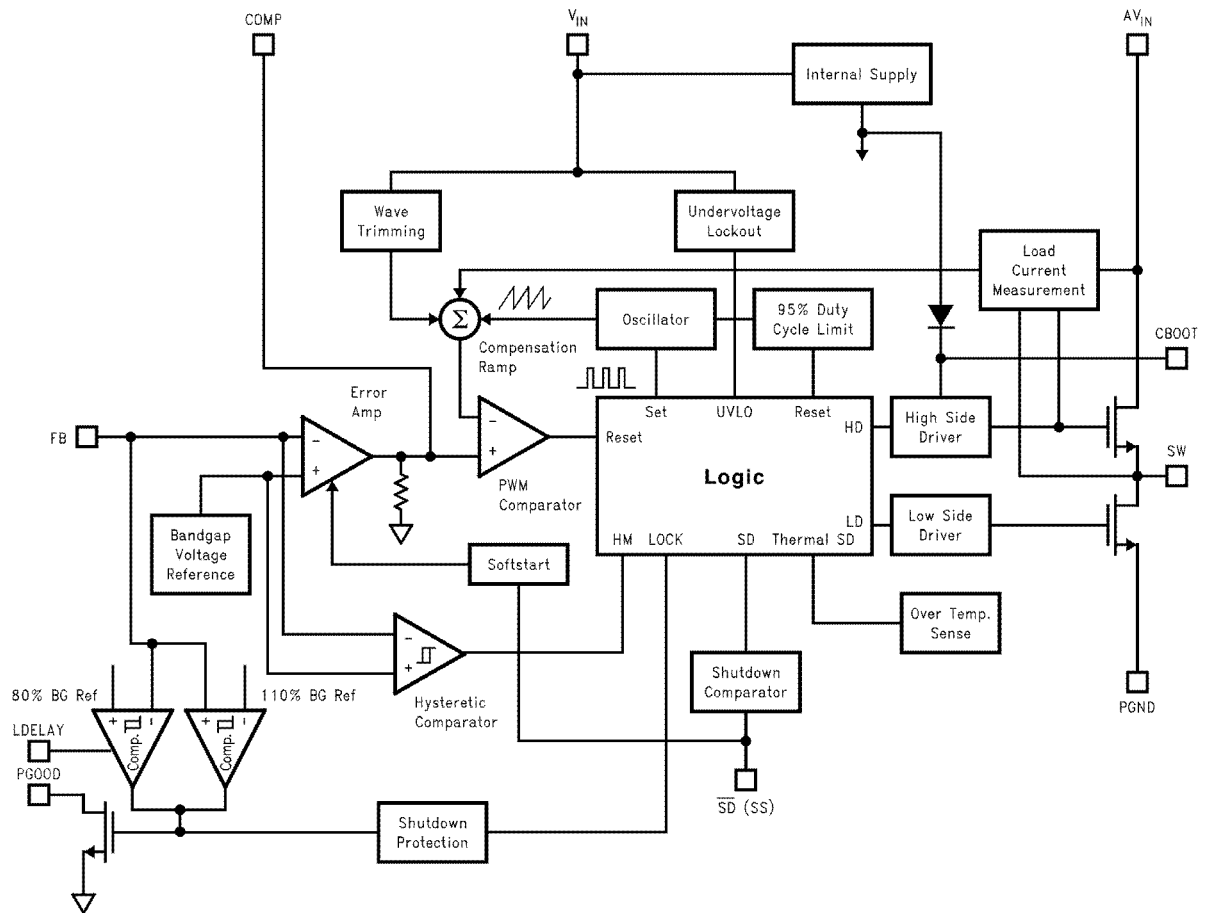 COMP
VIN
AVIN
Internal Supply
Wave
Trimming
Undervoltage
Lockout
Load
Current
Measurement
Σ
Oscillator
95% Duty
Cycle Limit
Compensation
Ramp
CBOOT
Error
Amp
Set
UVLO
Reset
FB
−
+
−
+
Reset
HD
High Side
Driver
PWM
Comparator
Logic
SW
Bandgap
Voltage
Reference
LD
Low Side
Driver
HM
LOCK
SD
Thermal SD
Softstart
Over Temp.
Sense
−
+
Hysteretic
Comparator
Shutdown
Comparator
80% BG Ref
110% BG Ref
+
−
+
−
Comp.
Comp.
LDELAY
PGOOD
PGND
S̅D̅ (SS)
Shutdown
Protection